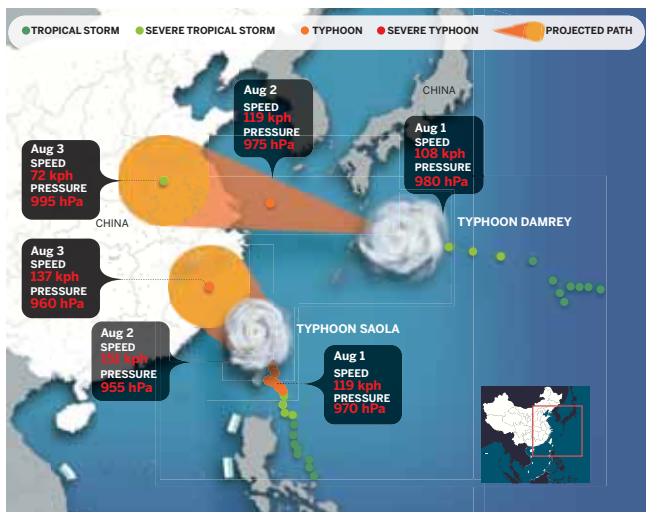 TROPICAL STORM
SEVERE TROPICAL STORM
TYPHOON
SEVERE TYPHOON
PROJECTED PATH
CHINA
Aug 2
SPEED
119 kph
PRESSURE
975 hPa
Aug 1
SPEED
108 kph
PRESSURE
980 hPa
Aug 3
SPEED
72 kph
PRESSURE
995 hPa
CHINA
TYPHOON DAMREY
Aug 3
SPEED
137 kph
PRESSURE
960 hPa
TYPHOON SAOLA
Aug 2
SPEED
151 kph
PRESSURE
955 hPa
Aug 1
SPEED
119 kph
PRESSURE
970 hPa